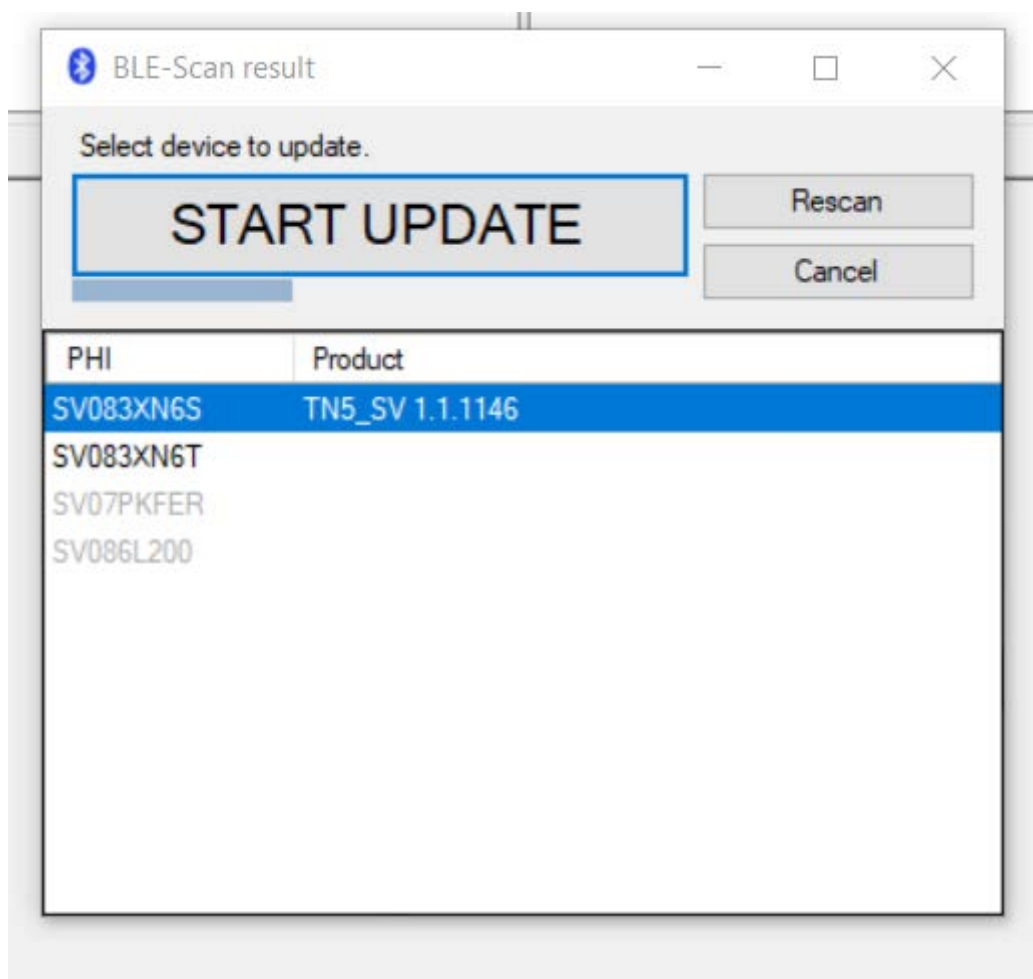 BLE-Scan result
Select device to update.
START UPDATE
Rescan
Cancel
PHI Product
SV083XN6S TN5_SV 1.1.1146
SV083XN6T
SV07PKFER
SV086L200